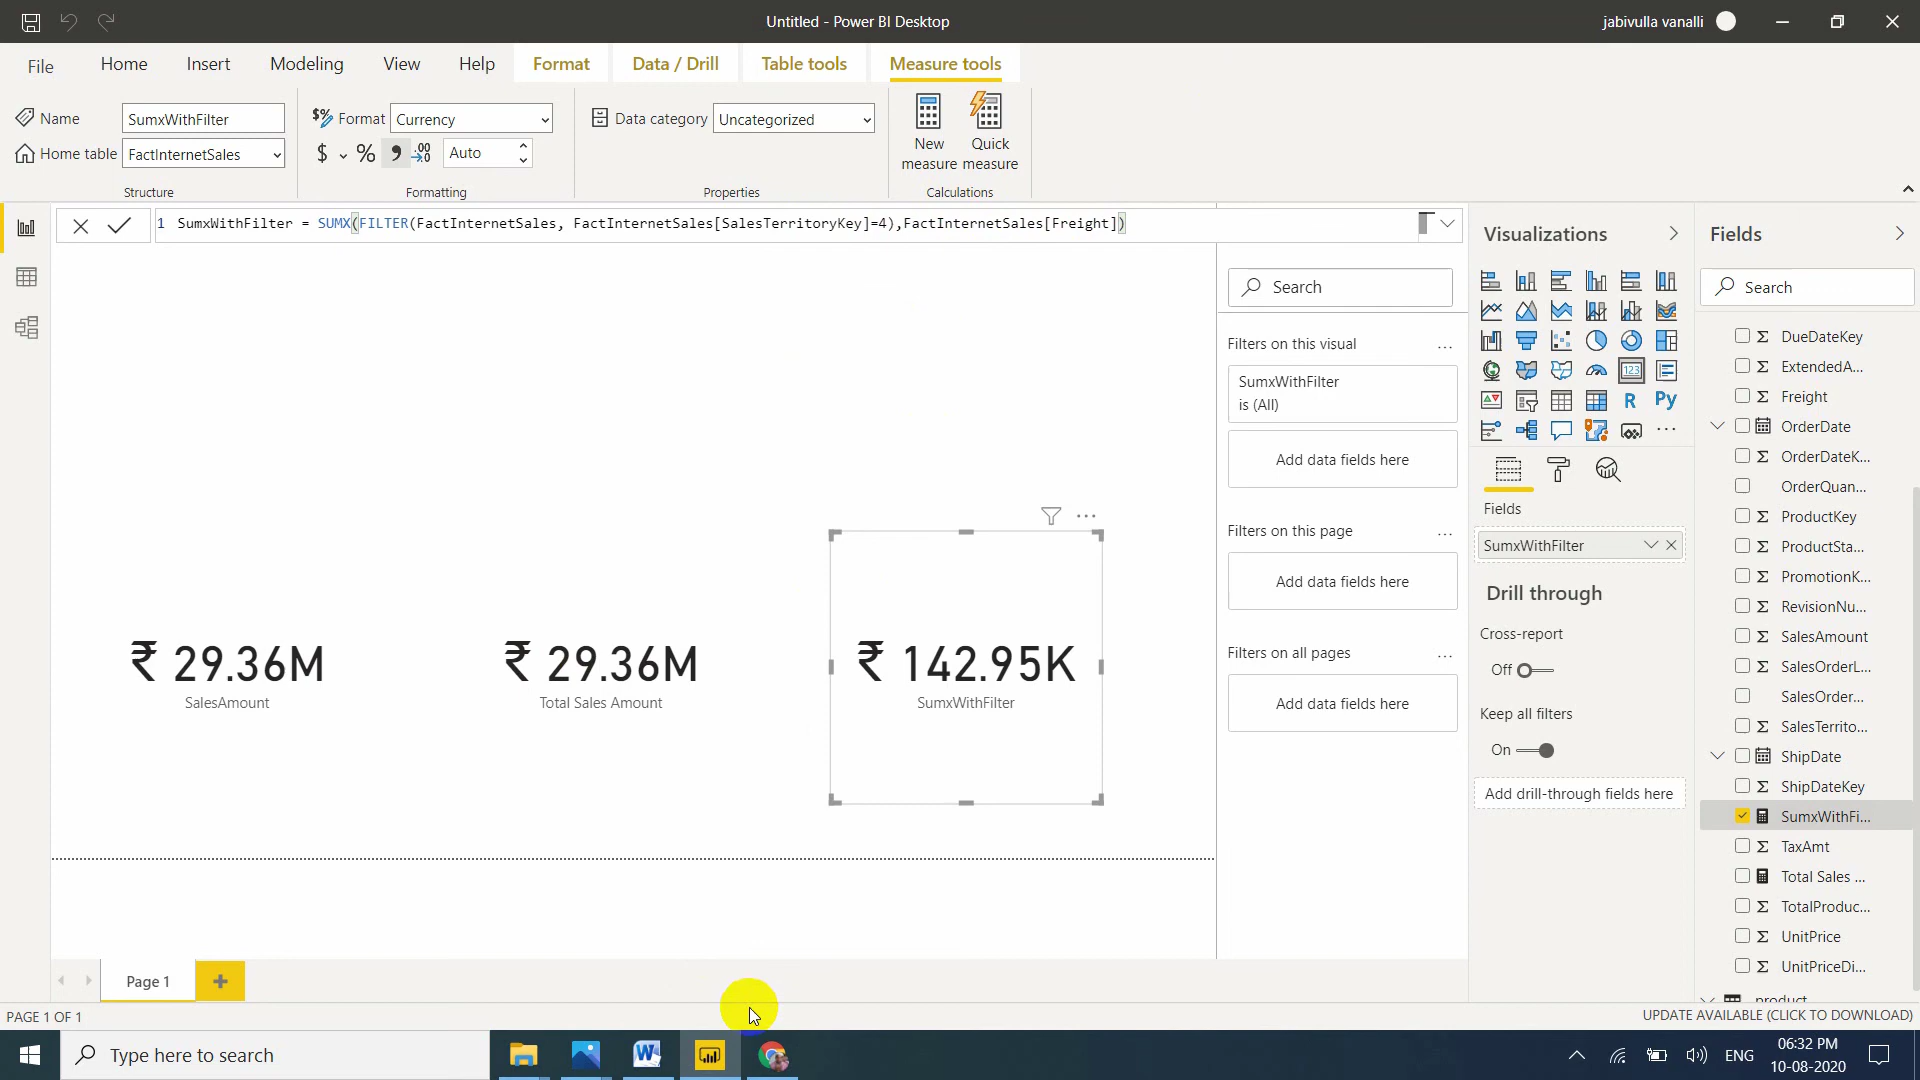 Untitled - Power BI Desktop
jabivulla vanalli
File
Home
Insert
Modeling
View
Help
Format
Data / Drill
Table tools
Measure tools
Name
SumxWithFilter
Home table
FactInternetSales
Structure
$% Format
Currency
$ % , .00
Auto
Formatting
Data category
Uncategorized
Properties
New measure
Quick measure
Calculations
1 SumxWithFilter = SUMX(FILTER(FactInternetSales, FactInternetSales[SalesTerritoryKey]=4),FactInternetSales[Freight])
₹ 29.36M
SalesAmount
₹ 29.36M
Total Sales Amount
₹ 142.95K
SumxWithFilter
Search
Filters on this visual
...
SumxWithFilter
is (All)
Add data fields here
Filters on this page
...
Add data fields here
Filters on all pages
...
Add data fields here
Visualizations
123
R
Py
Fields
SumxWithFilter
Drill through
Cross-report
Off
Keep all filters
On
Add drill-through fields here
Fields
Search
DueDateKey
ExtendedA...
Freight
OrderDate
OrderDateK...
OrderQuan...
ProductKey
ProductSta...
PromotionK...
RevisionNu...
SalesAmount
SalesOrderL...
SalesOrder...
SalesTerrito...
ShipDate
ShipDateKey
SumxWithFi...
TaxAmt
Total Sales ...
TotalProduc...
UnitPrice
UnitPriceDi...
product
Page 1
PAGE 1 OF 1
UPDATE AVAILABLE (CLICK TO DOWNLOAD)
Type here to search
ENG
06:32 PM
10-08-2020